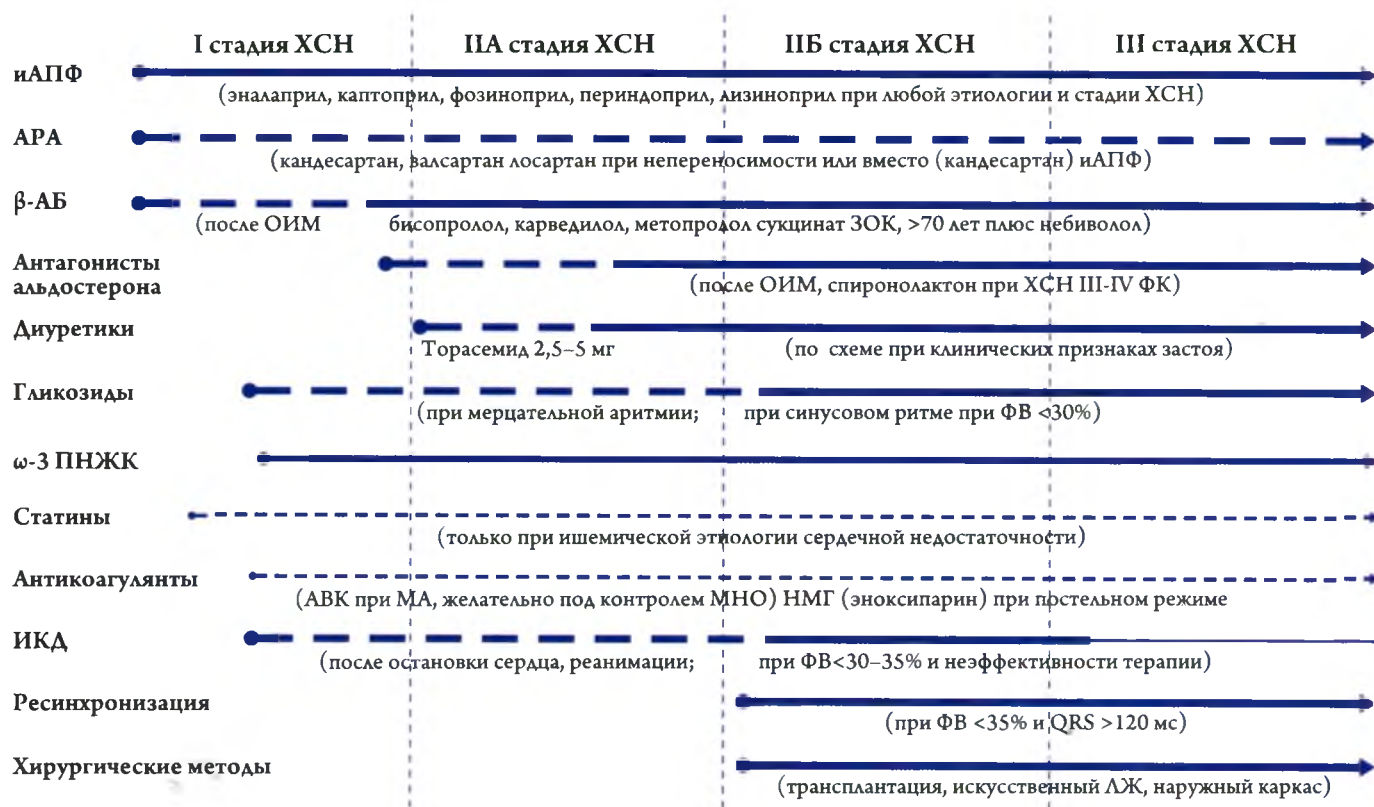 I стадия ХСН IIА стадия ХСН IIБ стадия ХСН III стадия ХСН
иАПФ
(эналаприл, каптоприл, фозиноприл, периндоприл, лизиноприл при любой этиологии и стадии ХСН)
АРА
(кандесартан, валсартан лосартан при непереносимости или вместо (кандесартан) иАПФ)
β-АБ
(после ОИМ бисопролол, карведилол, метопродол сукцинат ЗОК, >70 лет плюс небиволол)
Антагонисты
альдостерона
(после ОИМ, спиронолактон при ХСН III-IV ФК)
Диуретики
Торасемид 2,5–5 мг (по схеме при клинических признаках застоя)
Гликозиды
(при мерцательной аритмии; при синусовом ритме при ФВ <30%)
ω-3 ПНЖК
Статины
(только при ишемической этиологии сердечной недостаточности)
Антикоагулянты
(АВК при МА, желательно под контролем МНО) НМГ (эноксипарин) при постельном режиме
ИКД
(после остановки сердца, реанимации; при ФВ<30–35% и неэффективности терапии)
Ресинхронизация
(при ФВ <35% и QRS >120 мс)
Хирургические методы
(трансплантация, искусственный ЛЖ, наружный каркас)